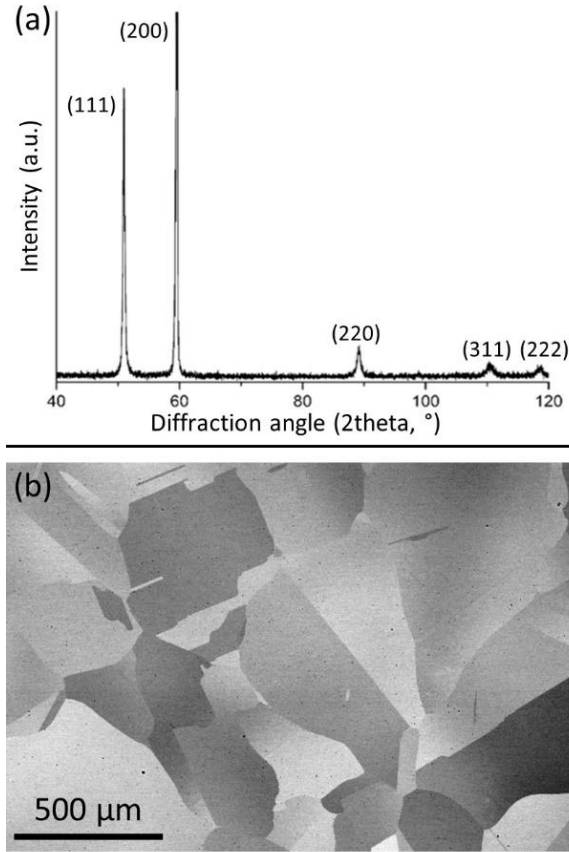 (a)
(200)
(111)
Intensity (a.u.)
(220)
(311)
(222)
40
60
80
100
120
Diffraction angle (2theta, °)
(b)
500 µm